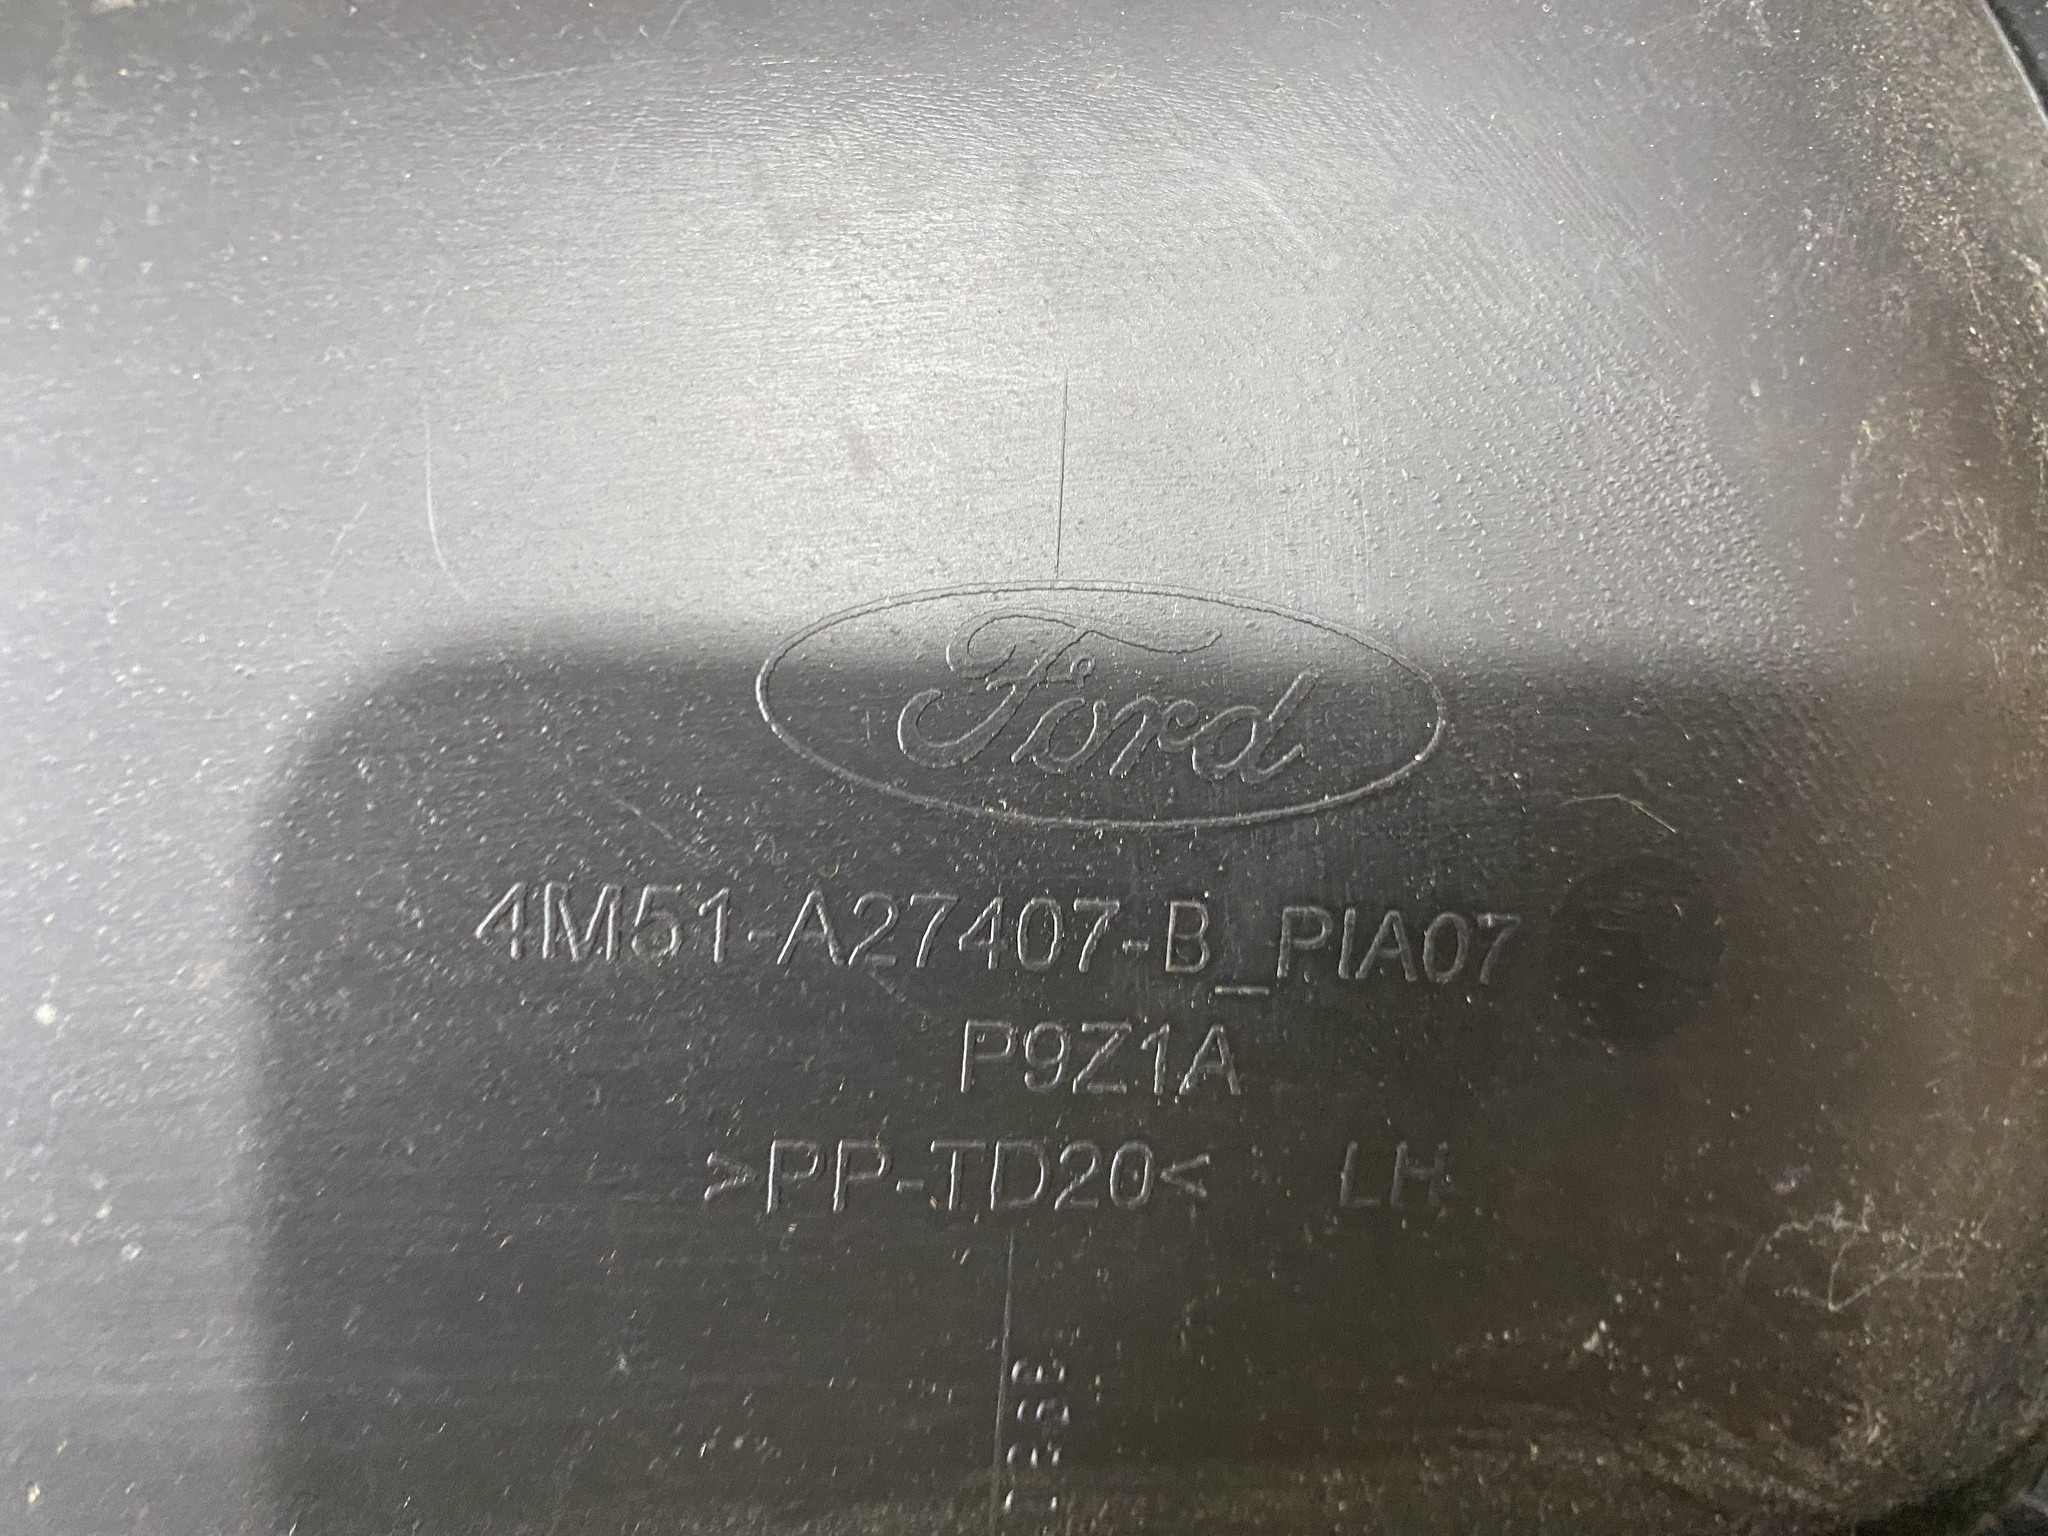 Ford
4M51-A27407-B_PIA07
P9Z1A
>PP-TD20< LH